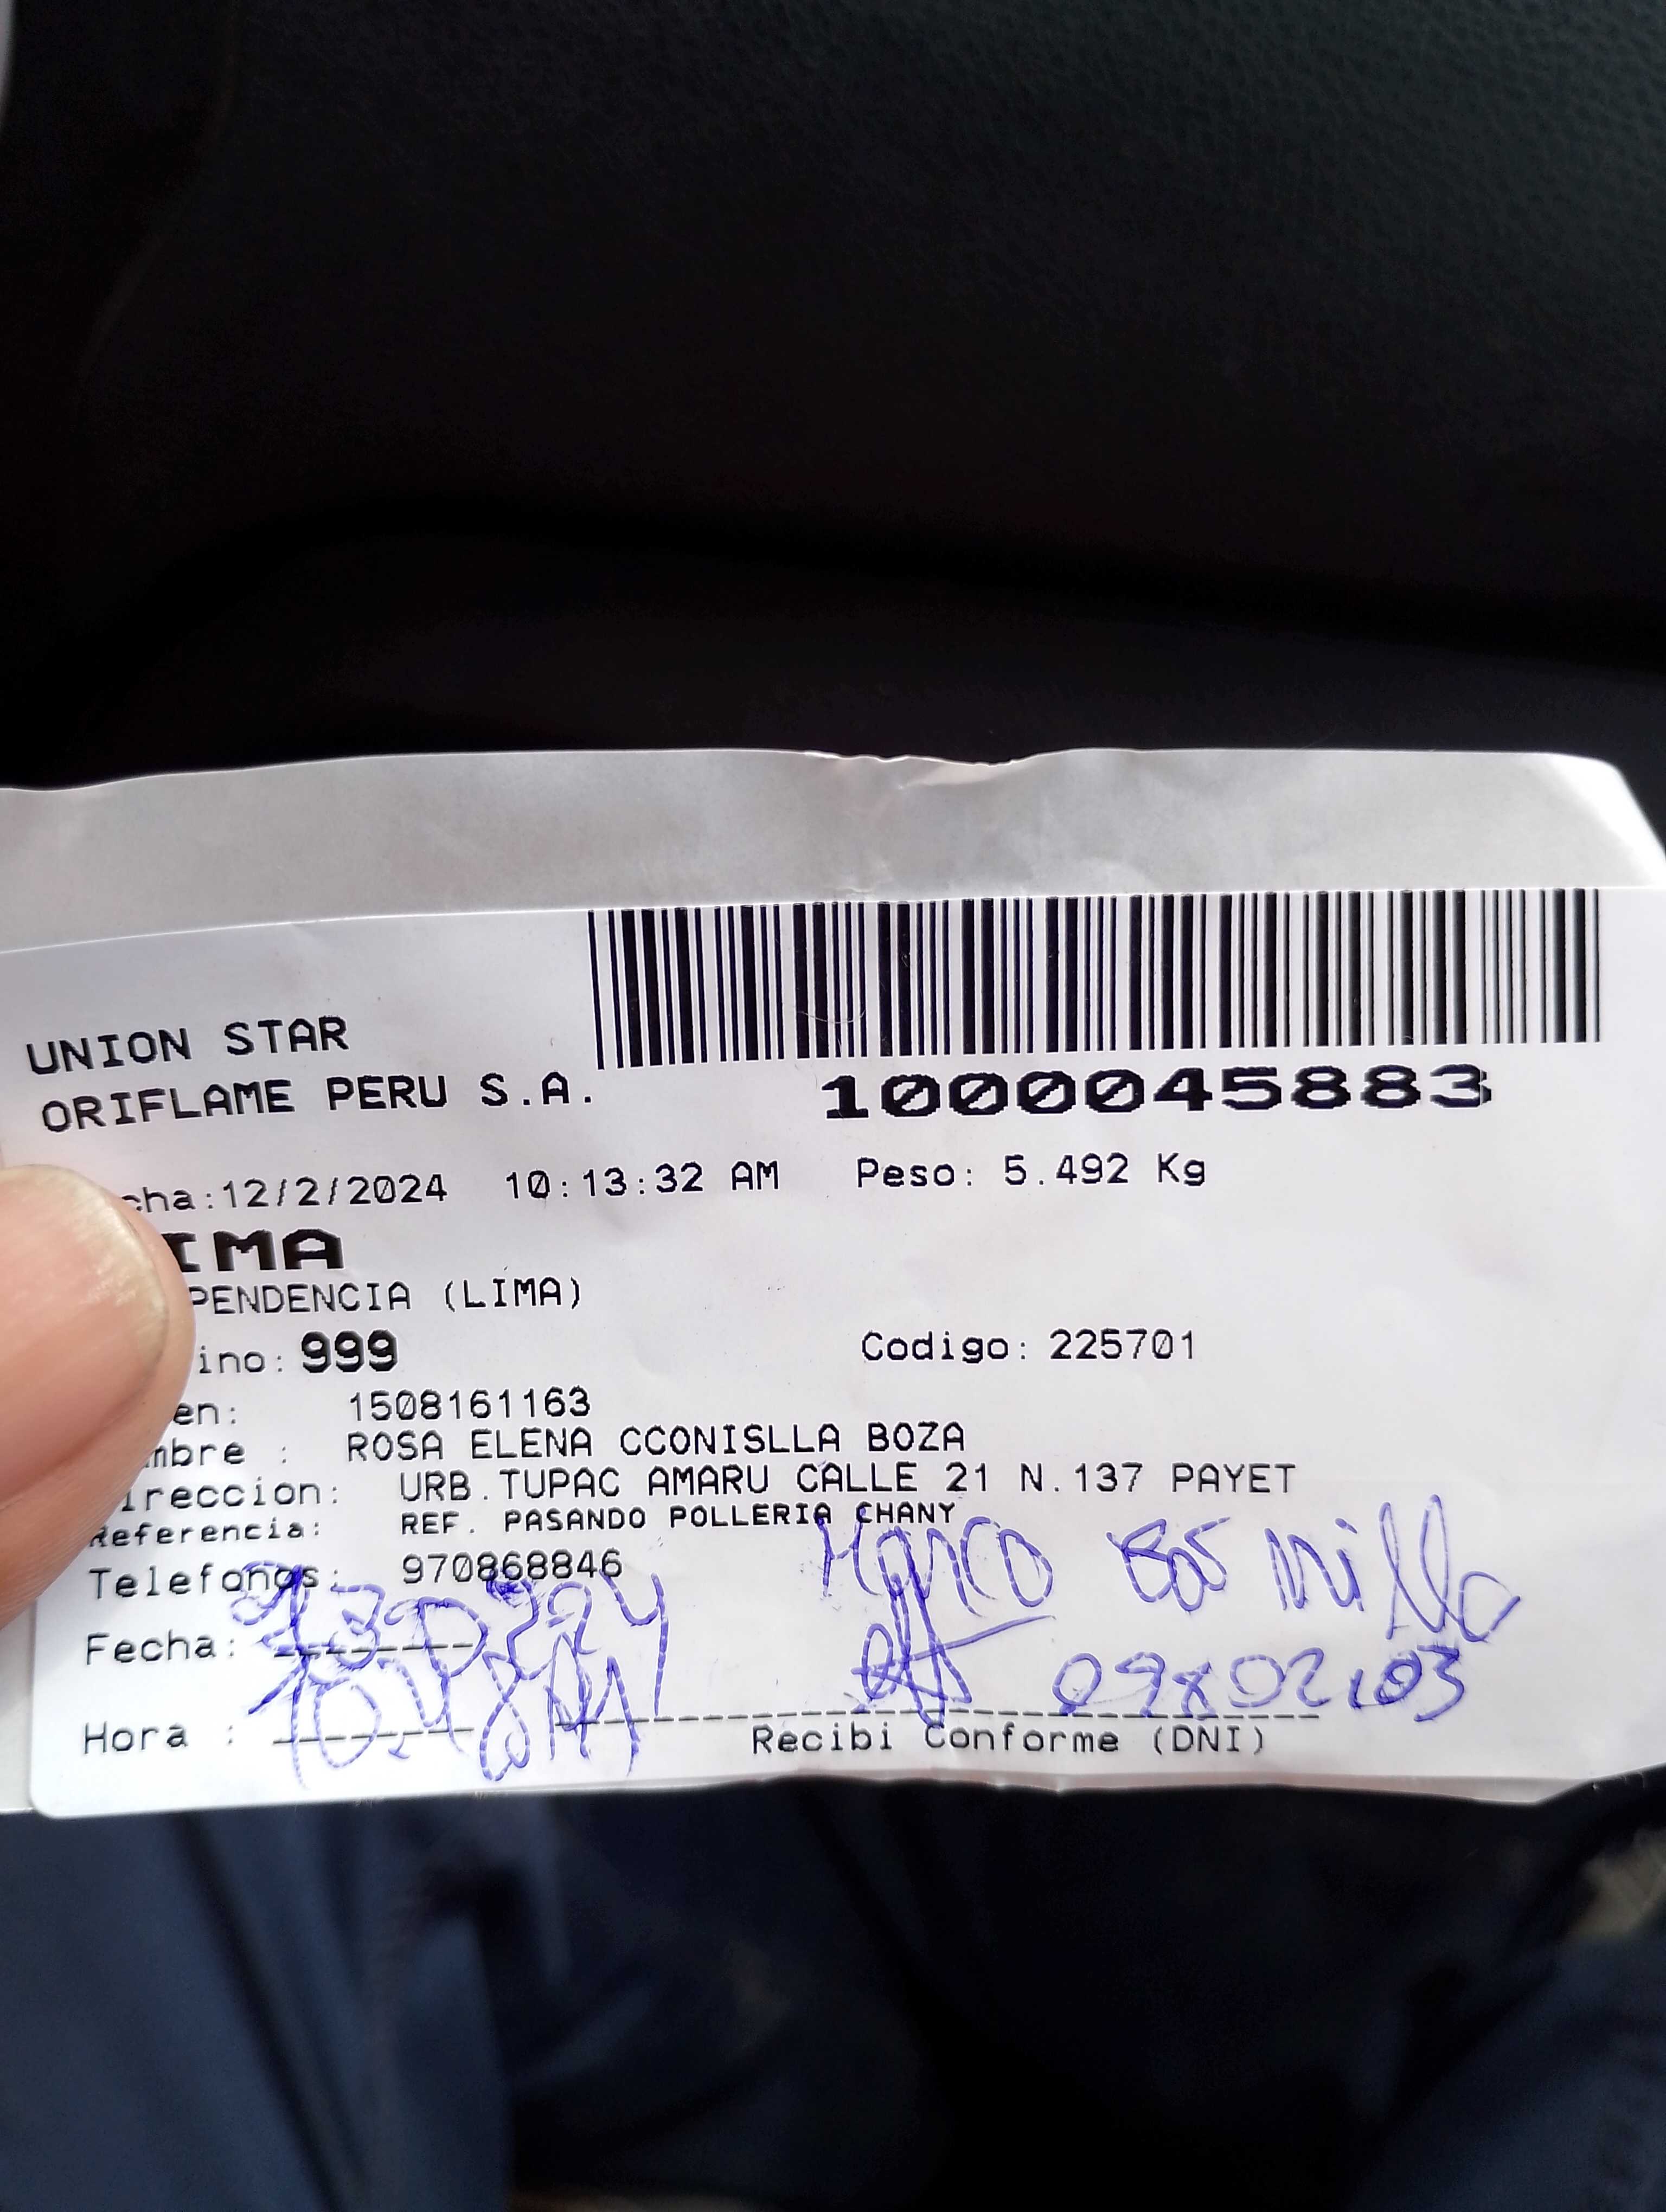 UNION STAR
ORIFLAME PERU S.A.
1000045883
cha:12/2/2024 10:13:32 AM Peso: 5.492 Kg
IMA
PENDENCIA (LIMA)
ino: 999 Codigo: 225701
en: 1508161163
mbre : ROSA ELENA CCONISLLA BOZA
ireccion: URB.TUPAC AMARU CALLE 21 N.137 PAYET
Referencia: REF. PASANDO POLLERIA CHANY
Telefonos: 970868846
Marco
Fecha:
Hora :
Recibi Conforme (DNI)